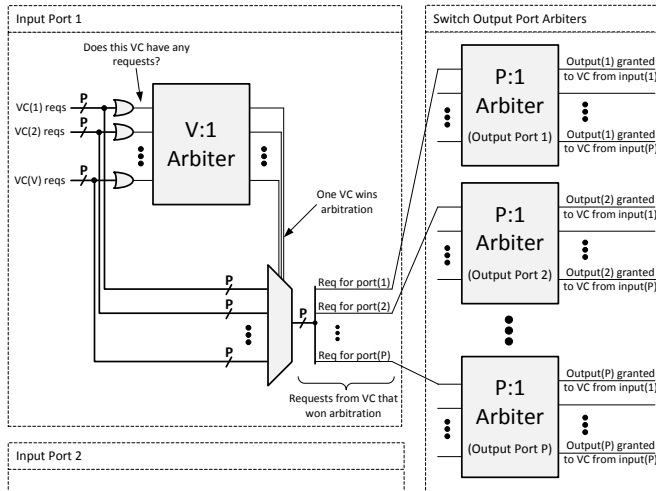 Input Port 1
Does this VC have any
requests?
P
VC(1) reqs
P
VC(2) reqs
P
VC(V) reqs
V:1
Arbiter
One VC wins
arbitration
P
P
P
P
Req for port(1)
Req for port(2)
Req for port(P)
Requests from VC that
won arbitration
Input Port 2
Switch Output Port Arbiters
P:1
Arbiter
(Output Port 1)
Output(1) granted
to VC from input(1)
Output(1) granted
to VC from input(P)
P:1
Arbiter
(Output Port 2)
Output(2) granted
to VC from input(1)
Output(2) granted
to VC from input(P)
P:1
Arbiter
(Output Port P)
Output(P) granted
to VC from input(1)
Output(P) granted
to VC from input(P)